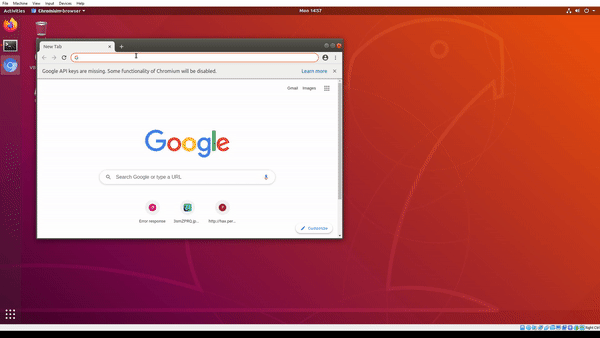 File Machine View Input Devices Help
Activities Chromium-browser Mon 14:57
New Tab
G
Google API keys are missing. Some functionality of Chromium will be disabled. Learn more
Gmail Images
Google
Search Google or type a URL
Error response
http://hax.per...
Customize
Right Ctrl